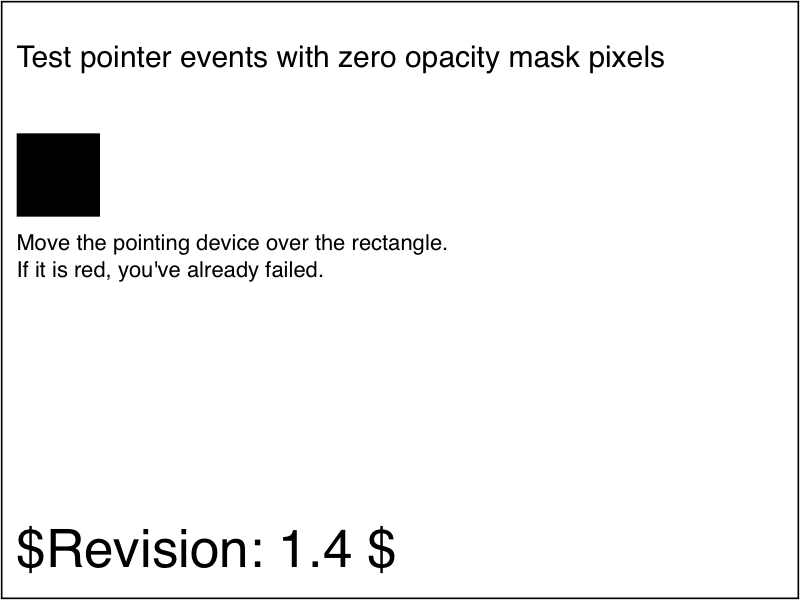 Test pointer events with zero opacity mask pixels
Move the pointing device over the rectangle.
If it is red, you've already failed.
$Revision: 1.4 $